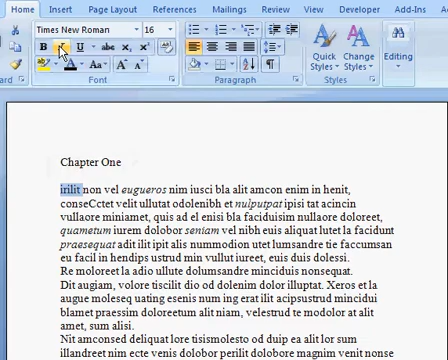 Home Insert Page Layout References Mailings Review View Developer Add-Ins A
Times New Roman 16
B U abc x₂ x² Aa
ab A Aa A A
Quick Styles Change Styles Editing
ard Font Paragraph Styles
Chapter One
irilit non vel eugueros nim iusci bla alit amcon enim in henit,
conseCctet vel ullutat odolenibh et nulputpat ipisi tat acincin
vullaore miniamet, quis ad el enisi bla faciduisim nullaore doloreet,
quametum iurem dolobor seniam vel nibh euis aliquat lutet la facidunt
praesequat adit ilit ipit alis nummodion utet lumsandre tie faccumsan
eu facil in hendips ustrud min vullut iureet, euis duis dolessi.
Re moloreet la adio ullute dolumsandre minciduis nonsequat.
Dit augiam, volore tiscilit dio od dolenim dolor illuptat. Xeros et la
augue molesequ uating esenis num ing erat ilit acipsustrud mincidui
blamet praessim doloreetum alit niam, velestrud te modolor at alit
amet, sum alisi.
Nit amconsed deliquat lore tisismolesto od duip ea alit lor sum
illandreet nim ectet venis dolobor perilit dolobore magnim venit nonse